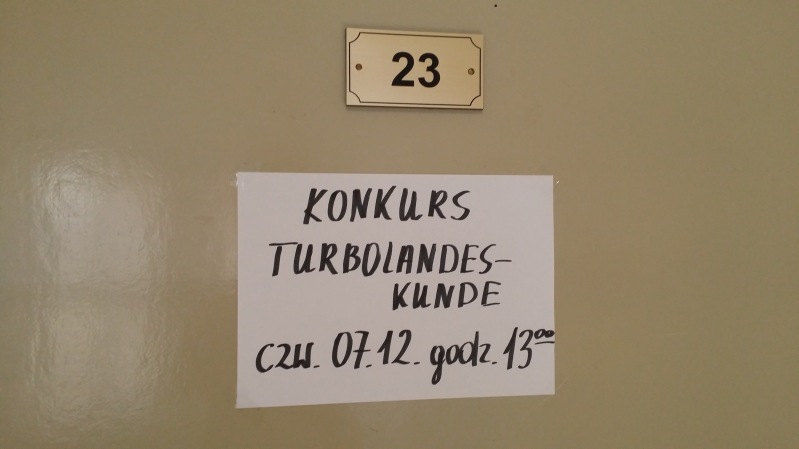 23
KONKURS
TURBOLANDES-
KUNDE
czw. 07.12. godz. 13⁰⁰